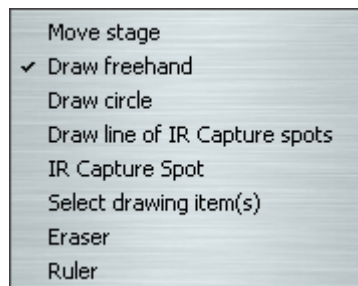 Move stage
Draw freehand
Draw circle
Draw line of IR Capture spots
IR Capture Spot
Select drawing item(s)
Eraser
Ruler